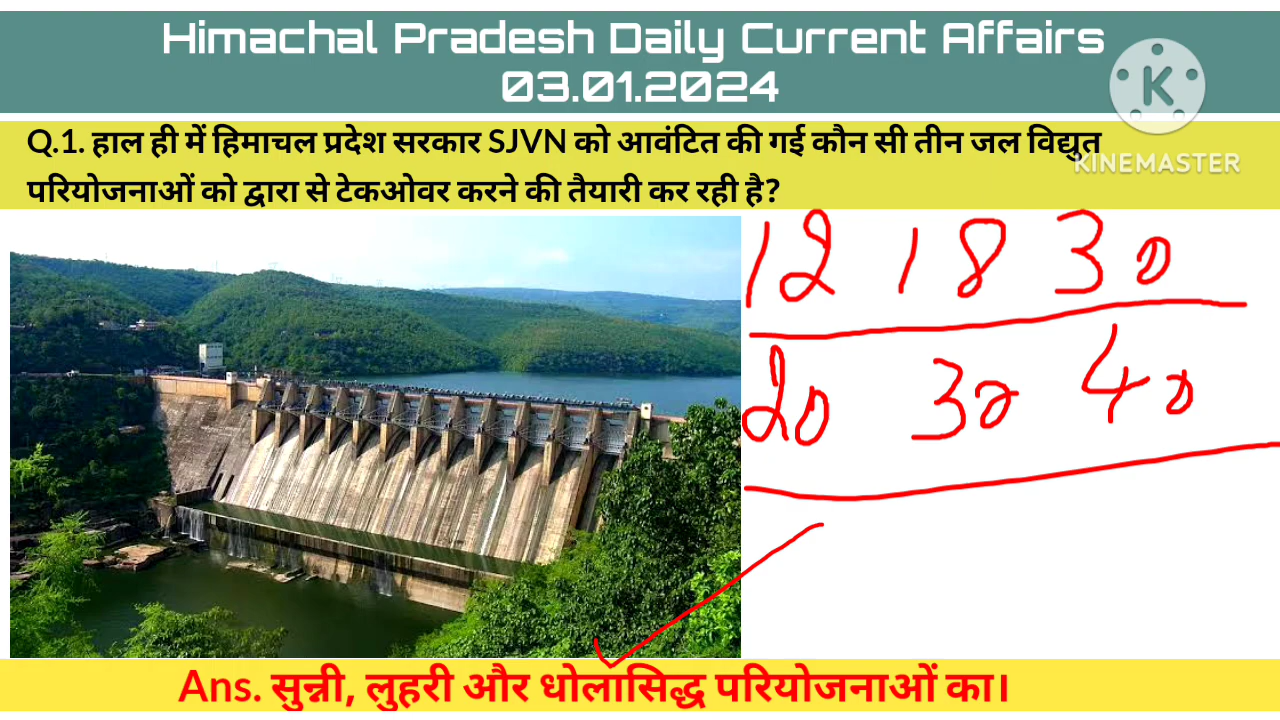 Himachal Pradesh Daily Current Affairs
03.01.2024
K
KINEMASTER
Q.1. हाल ही में हिमाचल प्रदेश सरकार SJVN को आवंटित की गई कौन सी तीन जल विद्युत
परियोजनाओं को द्वारा से टेकओवर करने की तैयारी कर रही है?
12 18 30
20 30 40
Ans. सुन्नी, लुहरी और धोलासिद्ध परियोजनाओं का।